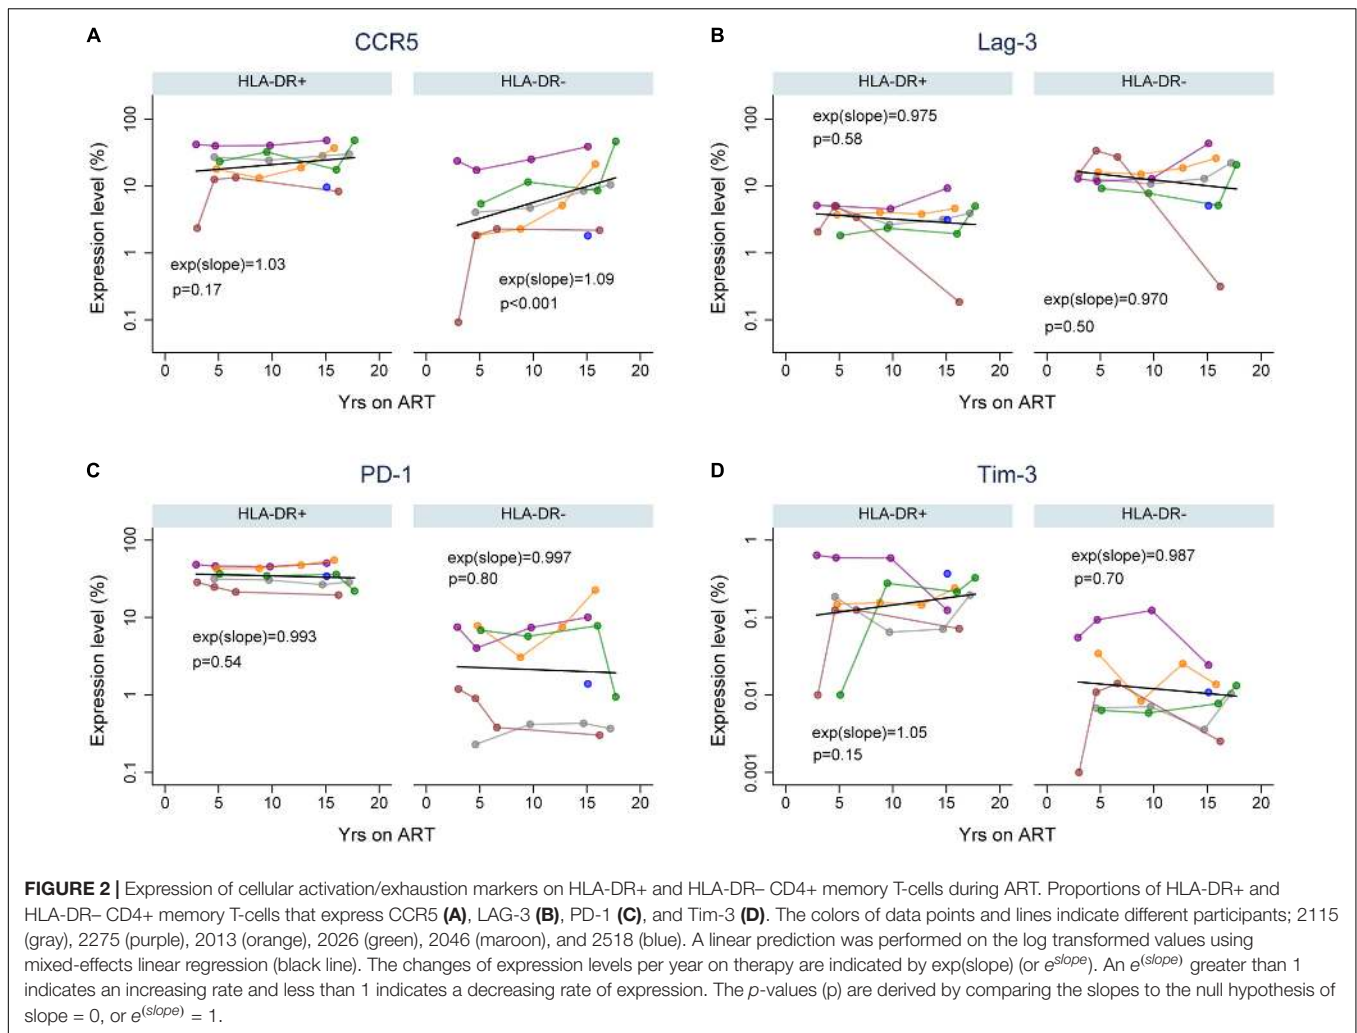 A
CCR5
HLA-DR+
HLA-DR-
Expression level (%)
100
10
1
0.1
exp(slope)=1.03
p=0.17
exp(slope)=1.09
p<0.001
0 5 10 15 20
0 5 10 15 20
Yrs on ART
B
Lag-3
HLA-DR+
HLA-DR-
Expression level (%)
100
10
1
0.1
exp(slope)=0.975
p=0.58
exp(slope)=0.970
p=0.50
0 5 10 15 20
0 5 10 15 20
Yrs on ART
C
PD-1
HLA-DR+
HLA-DR-
Expression level (%)
100
10
1
0.1
exp(slope)=0.993
p=0.54
exp(slope)=0.997
p=0.80
0 5 10 15 20
0 5 10 15 20
Yrs on ART
D
Tim-3
HLA-DR+
HLA-DR-
Expression level (%)
1
0.1
0.01
0.001
exp(slope)=1.05
p=0.15
exp(slope)=0.987
p=0.70
0 5 10 15 20
0 5 10 15 20
Yrs on ART
FIGURE 2 | Expression of cellular activation/exhaustion markers on HLA-DR+ and HLA-DR– CD4+ memory T-cells during ART. Proportions of HLA-DR+ and
HLA-DR– CD4+ memory T-cells that express CCR5 (A), LAG-3 (B), PD-1 (C), and Tim-3 (D). The colors of data points and lines indicate different participants; 2115
(gray), 2275 (purple), 2013 (orange), 2026 (green), 2046 (maroon), and 2518 (blue). A linear prediction was performed on the log transformed values using
mixed-effects linear regression (black line). The changes of expression levels per year on therapy are indicated by exp(slope) (or e^slope). An e^(slope) greater than 1
indicates an increasing rate and less than 1 indicates a decreasing rate of expression. The p-values (p) are derived by comparing the slopes to the null hypothesis of
slope = 0, or e^(slope) = 1.